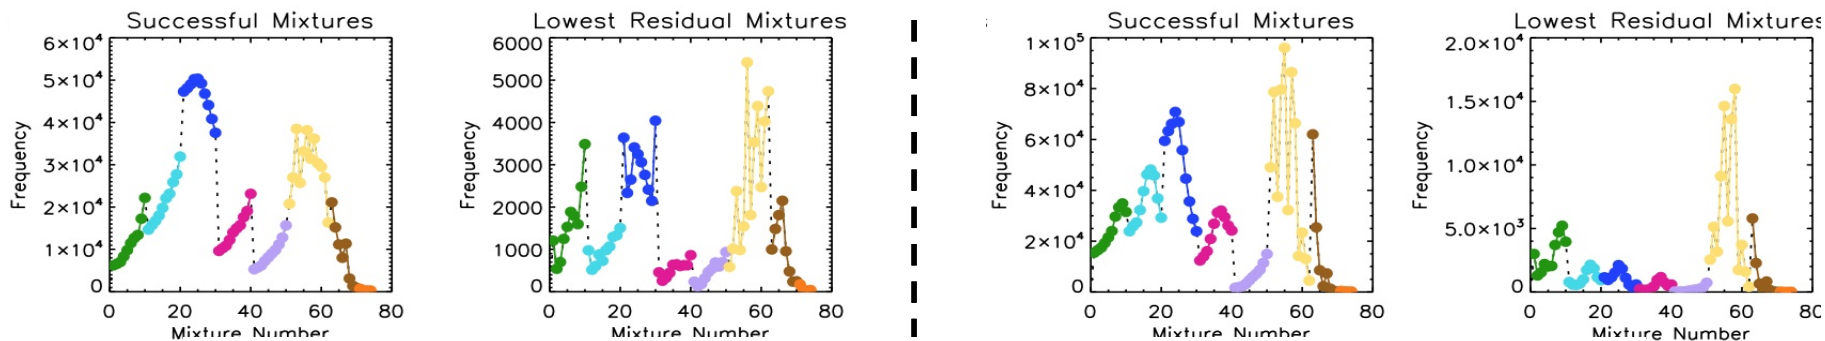 Successful Mixtures
6×10⁴
5×10⁴
4×10⁴
3×10⁴
2×10⁴
1×10⁴
0
Frequency
0 20 40 60 80
Mixture Number
Lowest Residual Mixtures
6000
5000
4000
3000
2000
1000
0
Frequency
0 20 40 60 80
Mixture Number
Successful Mixtures
1×10⁵
8×10⁴
6×10⁴
4×10⁴
2×10⁴
0
Frequency
0 20 40 60 80
Mixture Number
Lowest Residual Mixtures
2.0×10⁴
1.5×10⁴
1.0×10⁴
5.0×10³
0
Frequency
0 20 40 60 80
Mixture Number